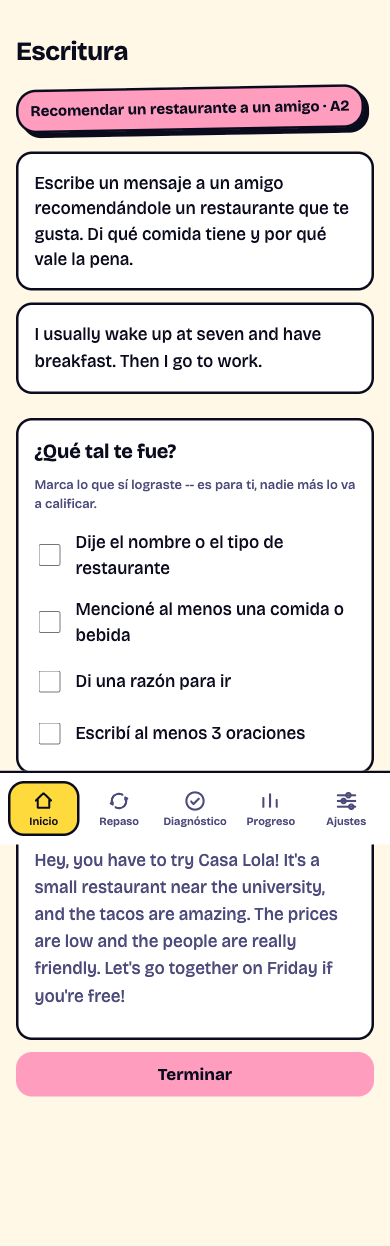 Escritura
Recomendar un restaurante a un amigo · A2
Escribe un mensaje a un amigo
recomendándole un restaurante que te
gusta. Di qué comida tiene y por qué
vale la pena.
I usually wake up at seven and have
breakfast. Then I go to work.
¿Qué tal te fue?
Marca lo que sí lograste -- es para ti, nadie más lo va
a calificar.
Dije el nombre o el tipo de
restaurante
Mencioné al menos una comida o
bebida
Di una razón para ir
Escribí al menos 3 oraciones
Inicio
Repaso
Diagnóstico
Progreso
Ajustes
Hey, you have to try Casa Lola! It's a
small restaurant near the university,
and the tacos are amazing. The prices
are low and the people are really
friendly. Let's go together on Friday if
you're free!
Terminar